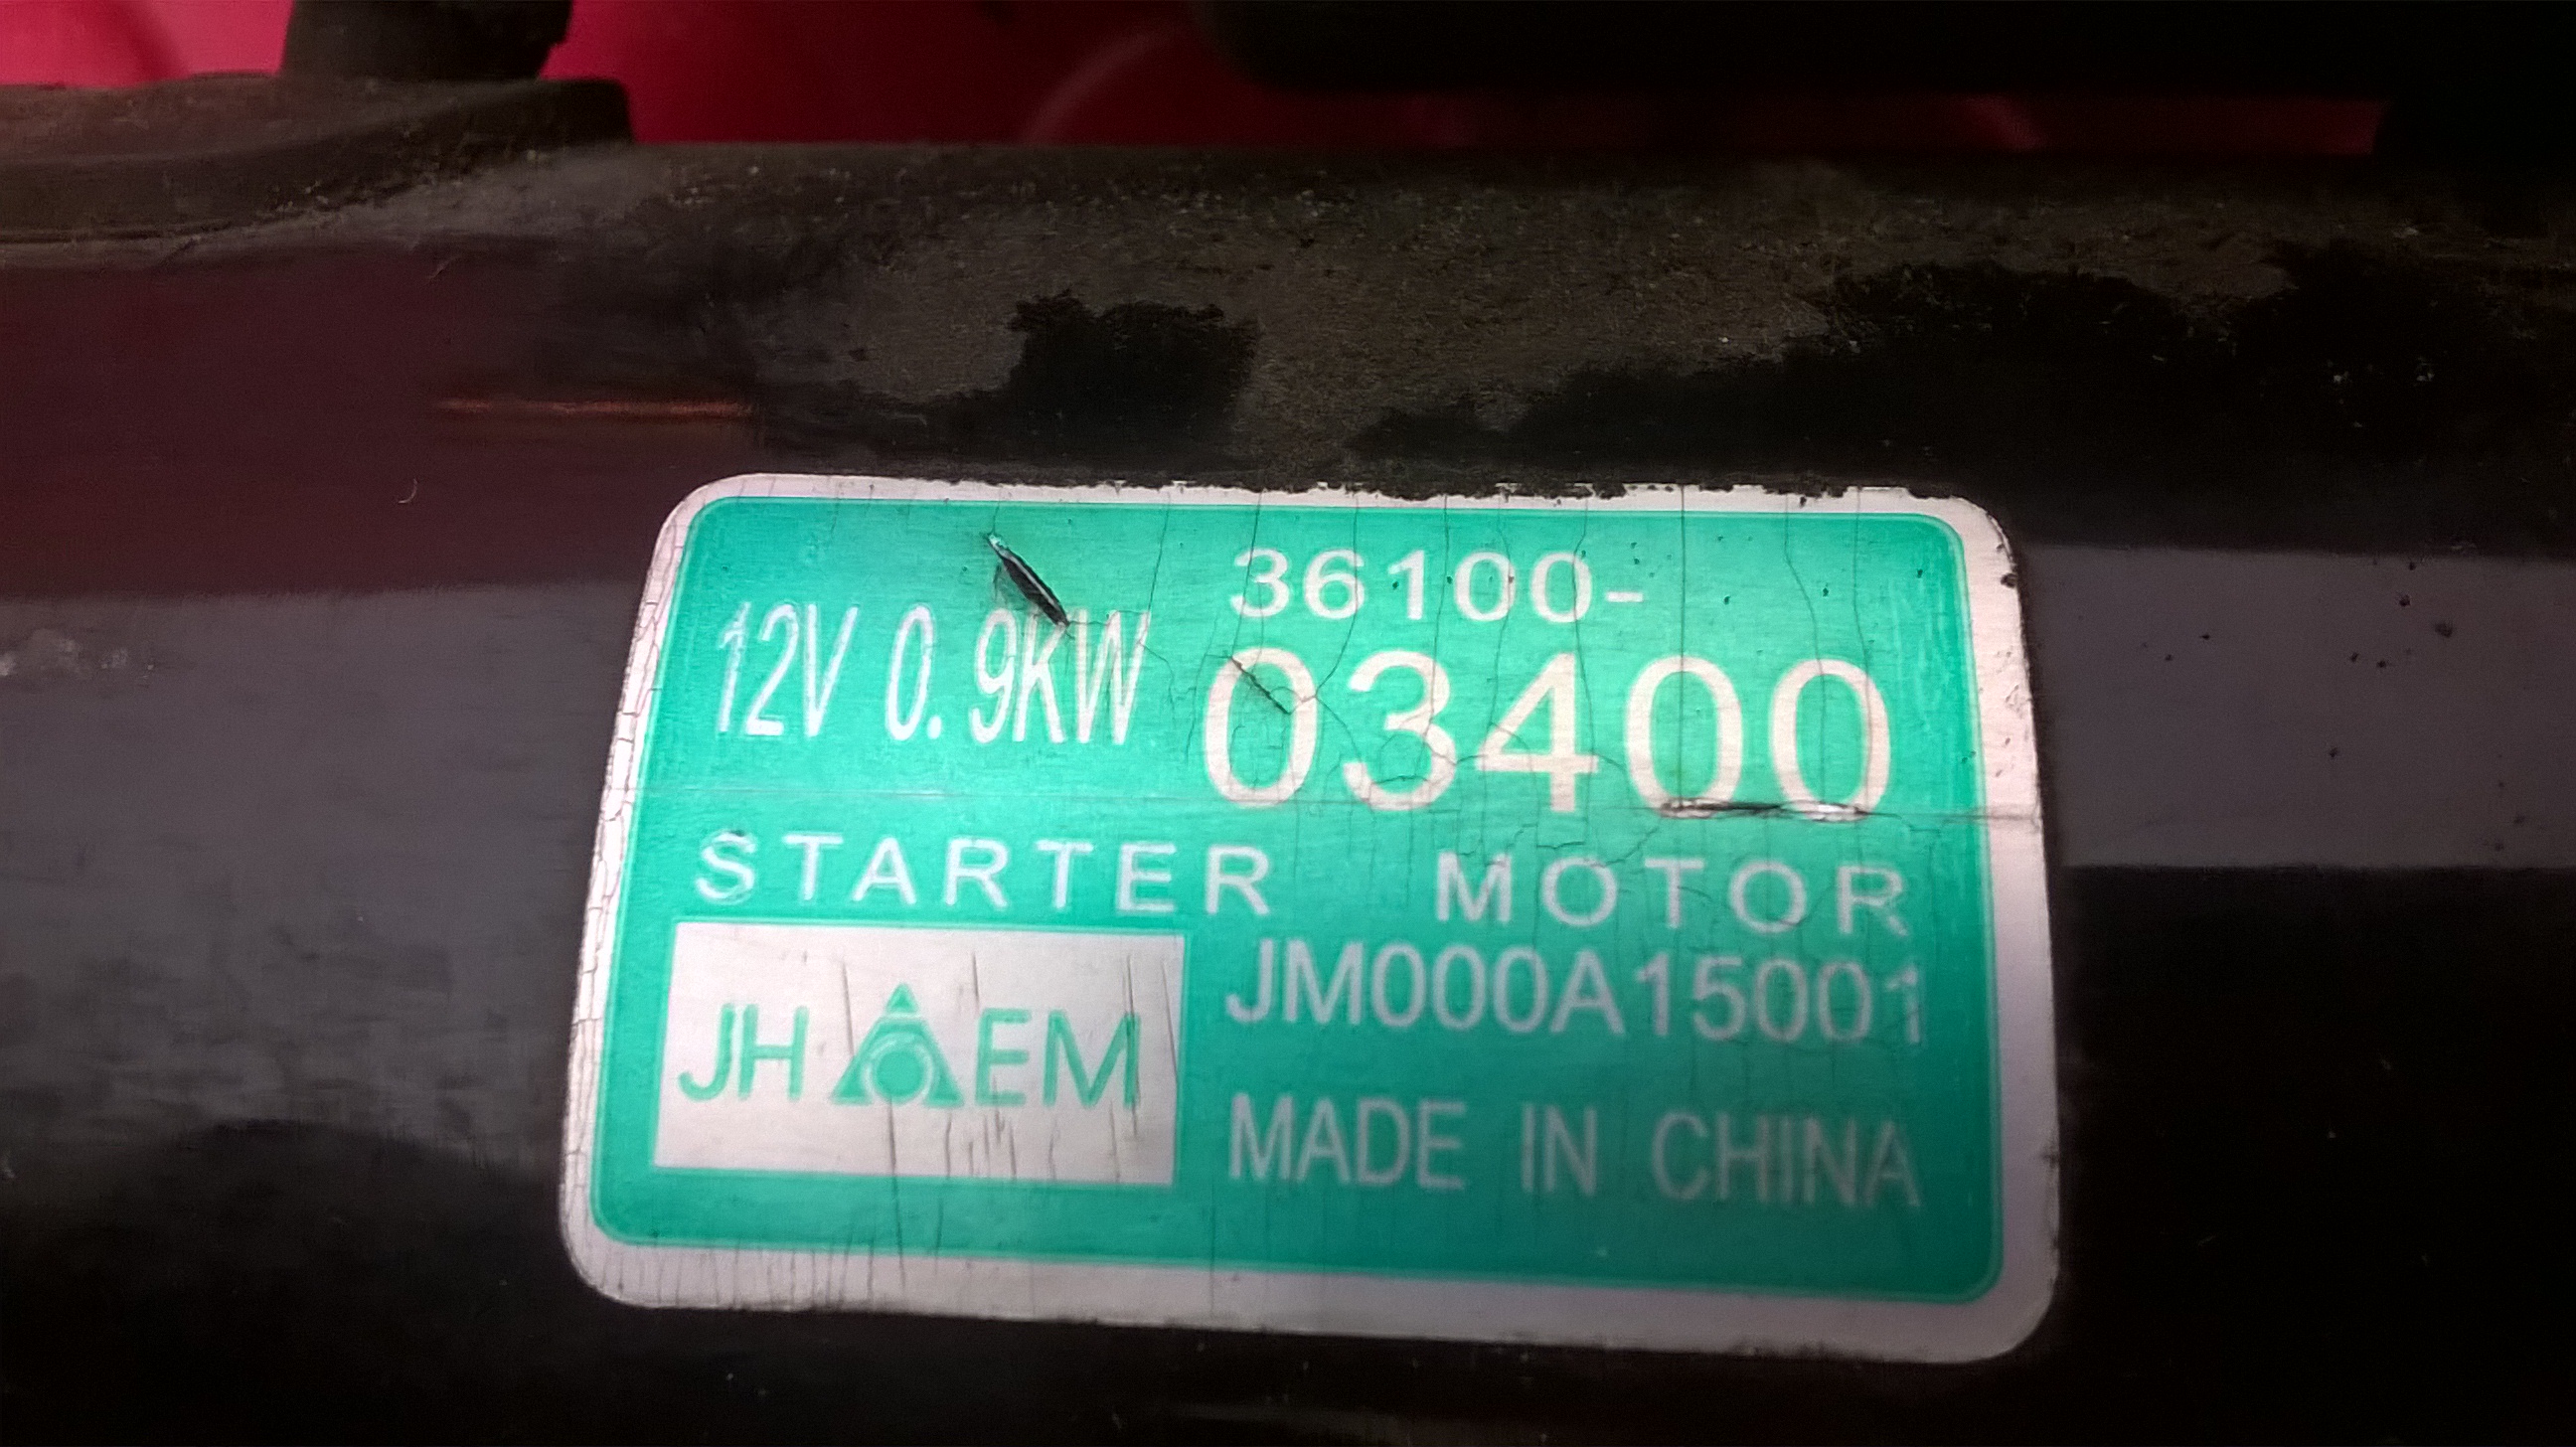 36100-
12V 0.9KW 03400
STARTER MOTOR
JM000A15001
JH EM
MADE IN CHINA